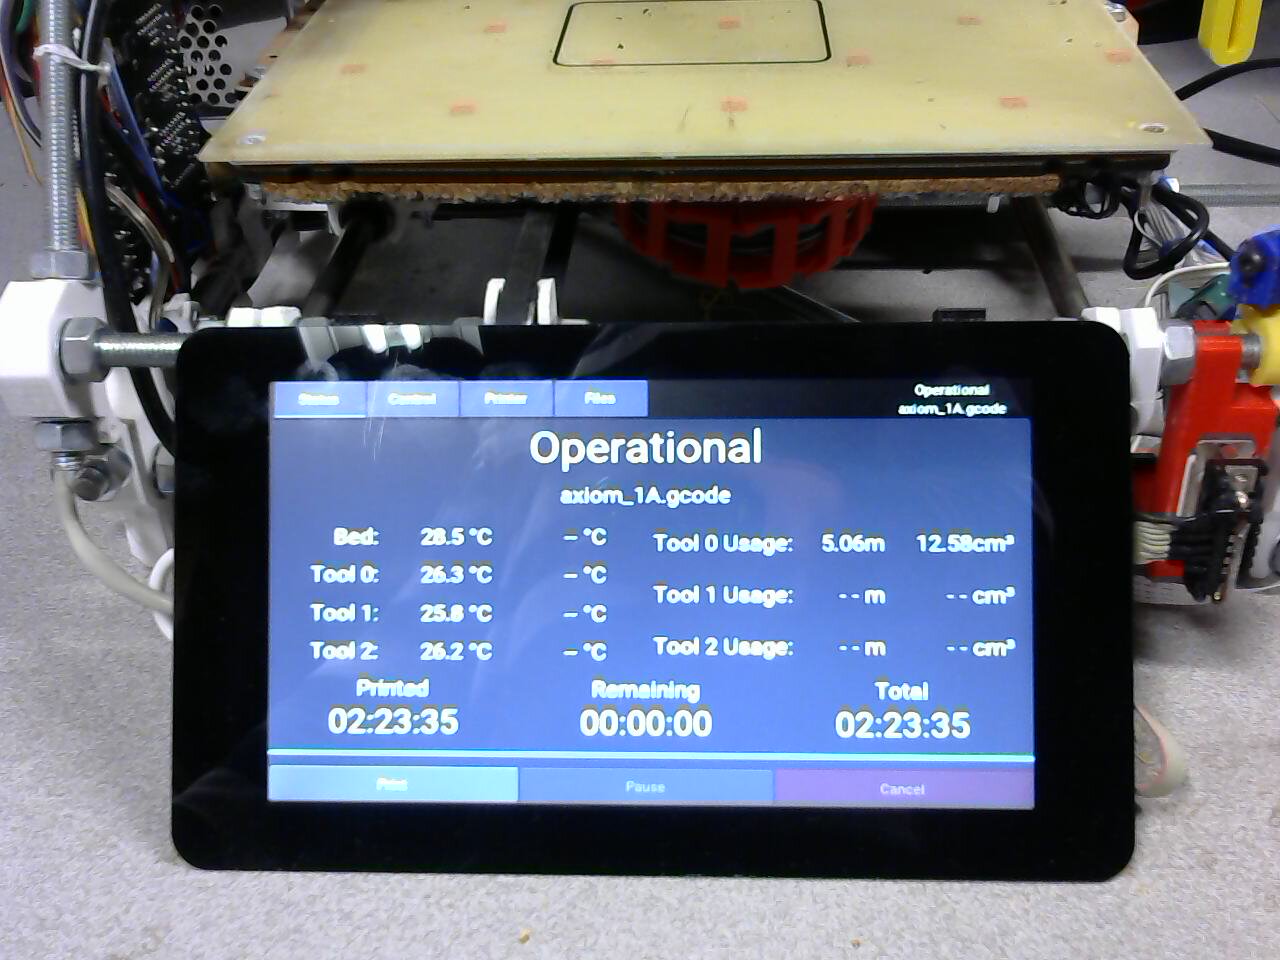 Status Control Printer Files
Operational
axiom_1A.gcode
Operational
axiom_1A.gcode
Bed: 28.5 °C – °C
Tool 0: 26.3 °C – °C
Tool 1: 25.8 °C – °C
Tool 2: 26.2 °C – °C
Tool 0 Usage: 5.06m 12.58cm³
Tool 1 Usage: - - m - - cm³
Tool 2 Usage: - - m - - cm³
Printed Remaining Total
02:23:35 00:00:00 02:23:35
Print Pause Cancel